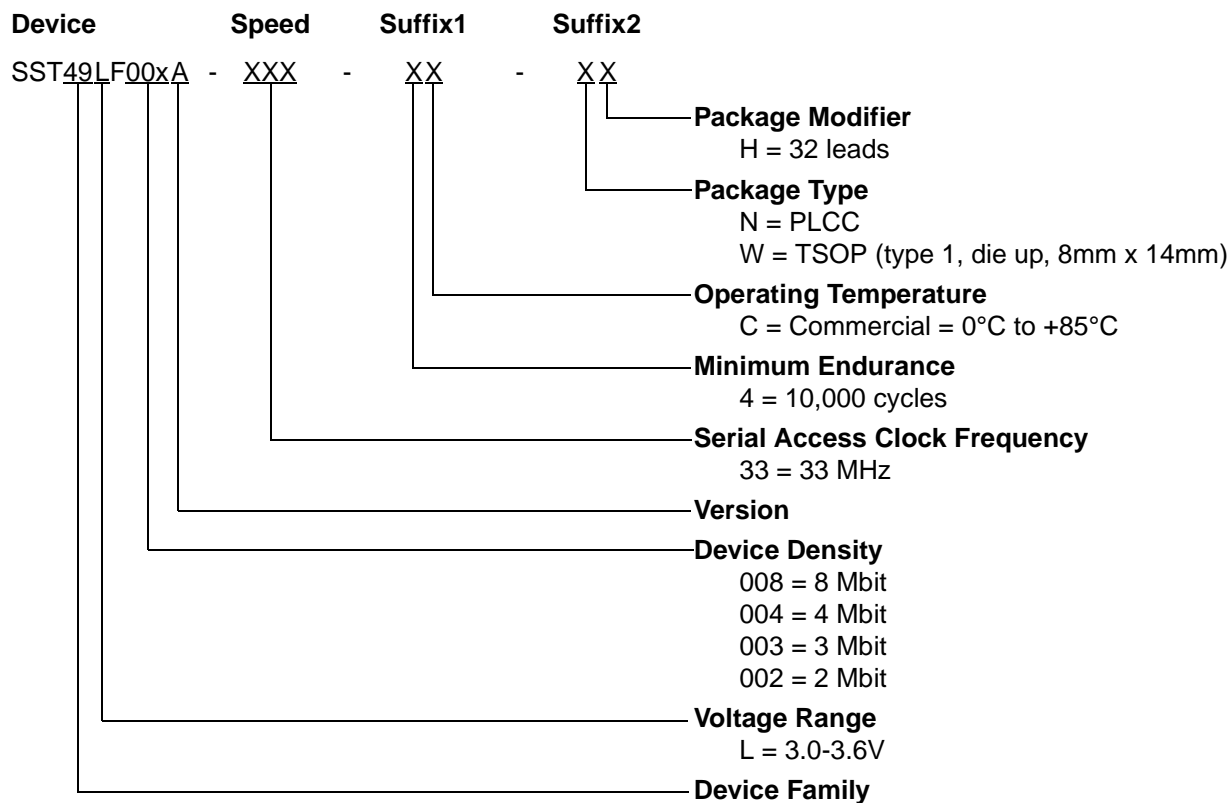 Device Speed Suffix1 Suffix2
SST49LF00xA - XXX - XX - XX
Package Modifier
H = 32 leads
Package Type
N = PLCC
W = TSOP (type 1, die up, 8mm x 14mm)
Operating Temperature
C = Commercial = 0°C to +85°C
Minimum Endurance
4 = 10,000 cycles
Serial Access Clock Frequency
33 = 33 MHz
Version
Device Density
008 = 8 Mbit
004 = 4 Mbit
003 = 3 Mbit
002 = 2 Mbit
Voltage Range
L = 3.0-3.6V
Device Family